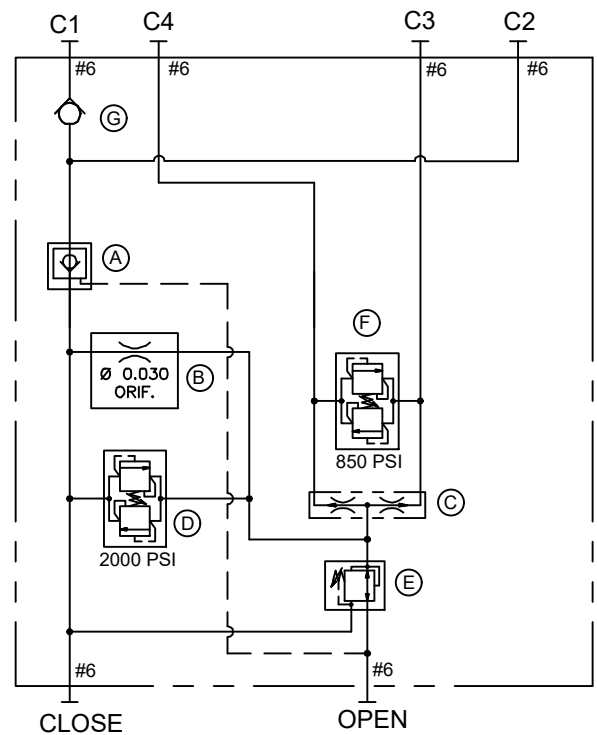 C1 C4 C3 C2
#6 #6 #6 #6
G
A
F
B
Ø 0.030
ORIF.
850 PSI
C
D
2000 PSI
E
#6 #6
CLOSE OPEN